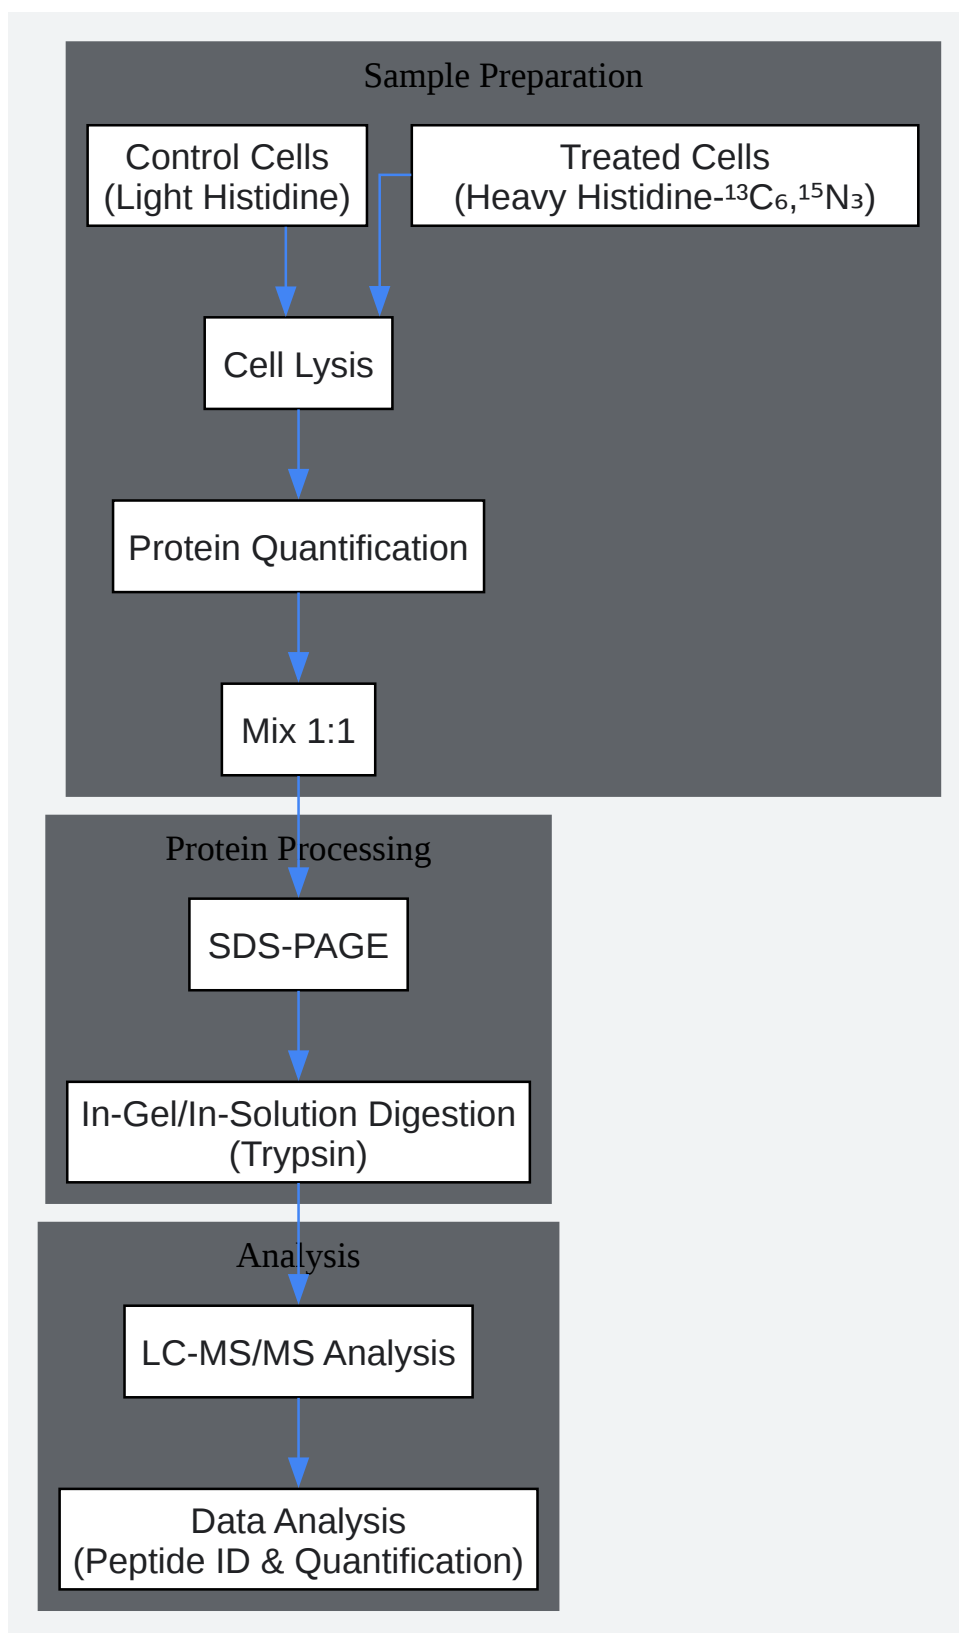 Sample Preparation
Control Cells
(Light Histidine)
Treated Cells
(Heavy Histidine-¹³C₆,¹⁵N₃)
Cell Lysis
Protein Quantification
Mix 1:1
Protein Processing
SDS-PAGE
In-Gel/In-Solution Digestion
(Trypsin)
Analysis
LC-MS/MS Analysis
Data Analysis
(Peptide ID & Quantification)